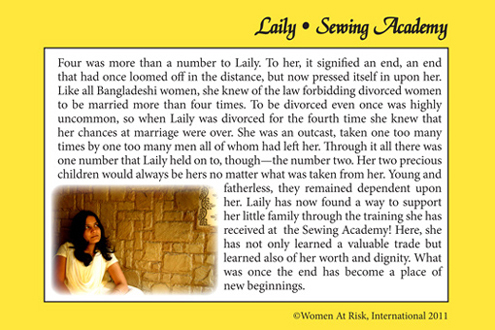 Laily • Sewing Academy
Four was more than a number to Laily. To her, it signified an end, an end
that had once loomed off in the distance, but now pressed itself in upon her.
Like all Bangladeshi women, she knew of the law forbidding divorced women
to be married more than four times. To be divorced even once was highly
uncommon, so when Laily was divorced for the fourth time she knew that
her chances at marriage were over. She was an outcast, taken one too many
times by one too many men all of whom had left her. Through it all there was
one number that Laily held on to, though—the number two. Her two precious
children would always be hers no matter what was taken from her. Young and
fatherless, they remained dependent upon
her. Laily has now found a way to support
her little family through the training she has
received at the Sewing Academy! Here, she
has not only learned a valuable trade but
learned also of her worth and dignity. What
was once the end has become a place of
new beginnings.
©Women At Risk, International 2011